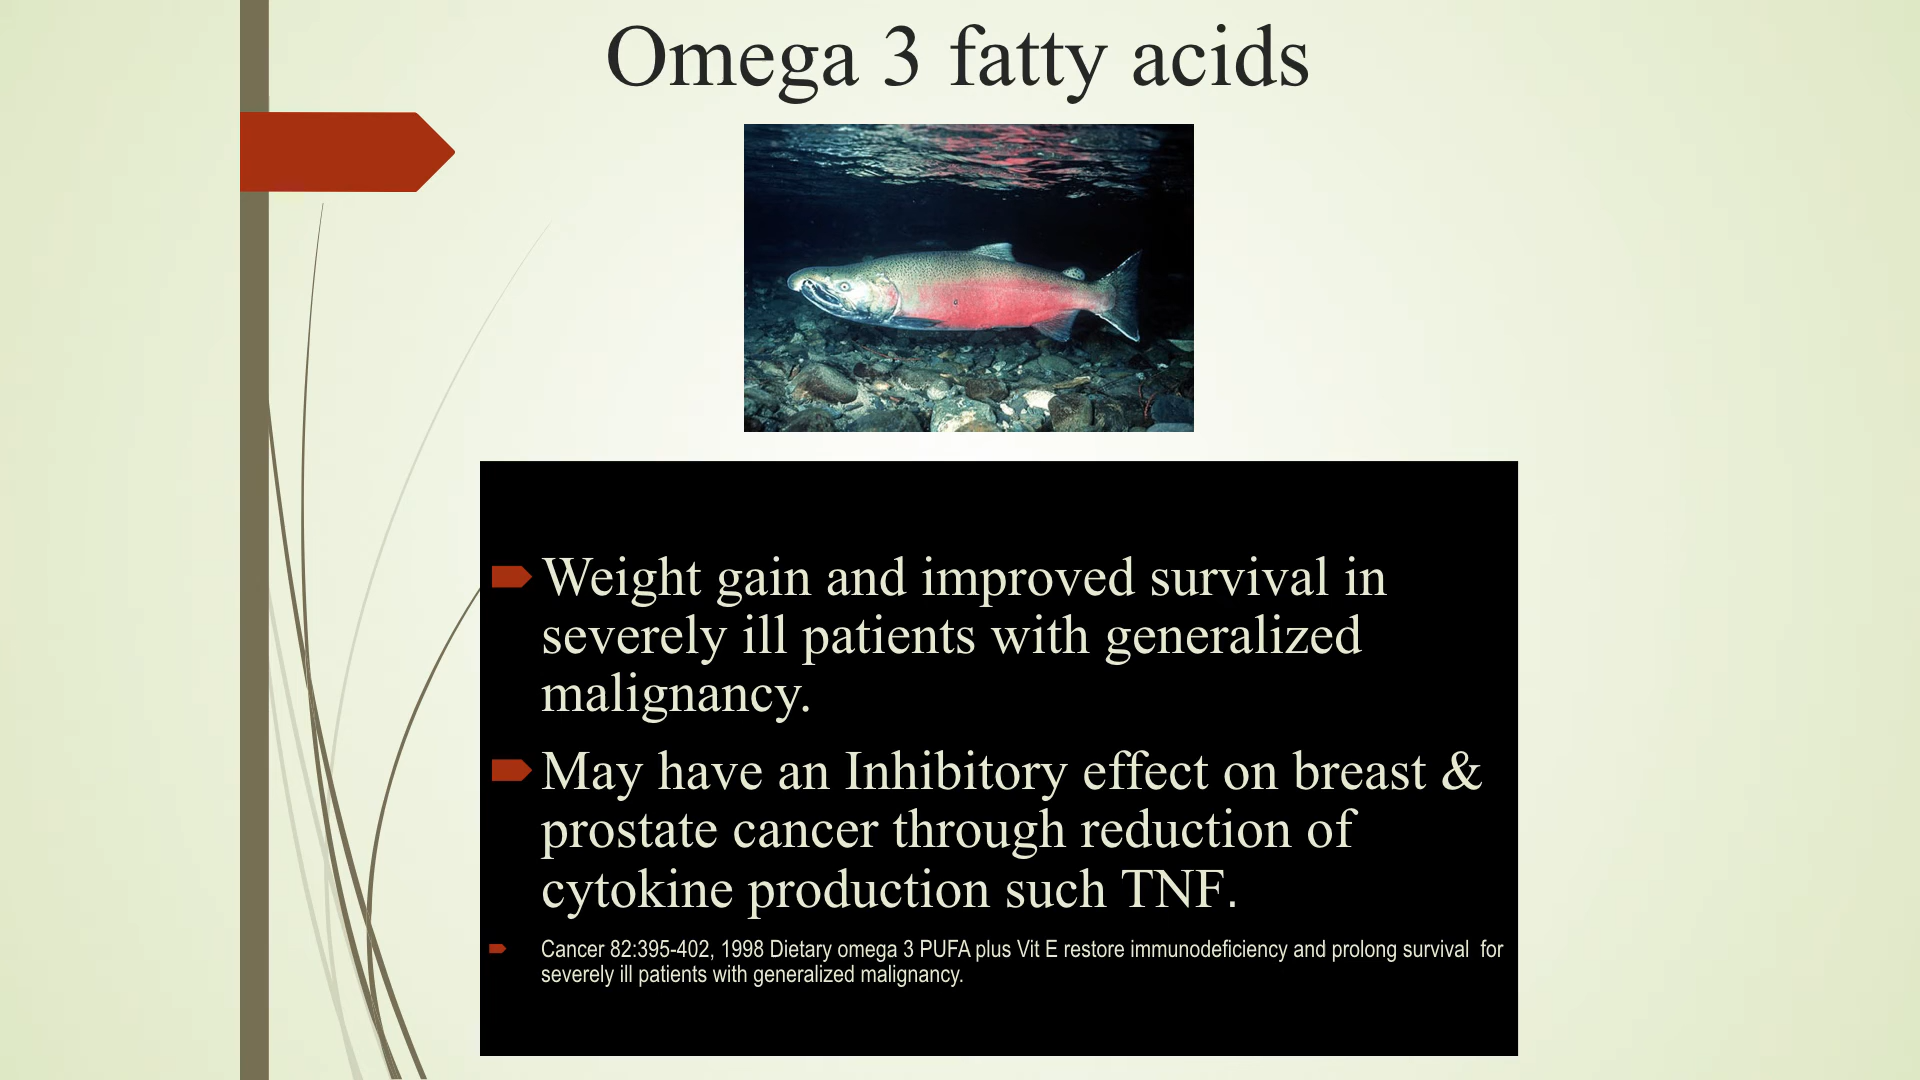 Omega 3 fatty acids
Weight gain and improved survival in
severely ill patients with generalized
malignancy.
May have an Inhibitory effect on breast &
prostate cancer through reduction of
cytokine production such TNF.
Cancer 82:395-402, 1998 Dietary omega 3 PUFA plus Vit E restore immunodeficiency and prolong survival for
severely ill patients with generalized malignancy.